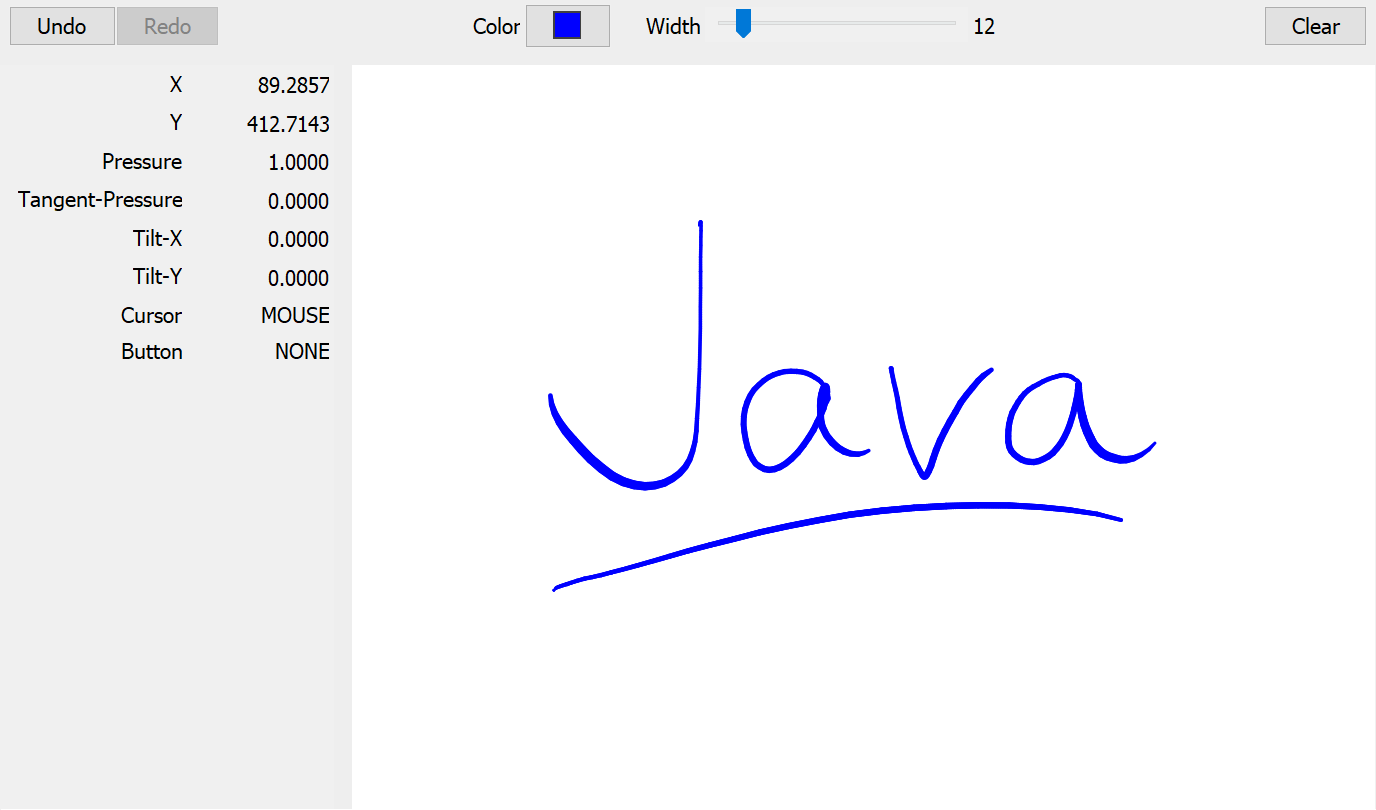 Undo Redo Color Width 12 Clear
X 89.2857
Y 412.7143
Pressure 1.0000
Tangent-Pressure 0.0000
Tilt-X 0.0000
Tilt-Y 0.0000
Cursor MOUSE
Button NONE
Java